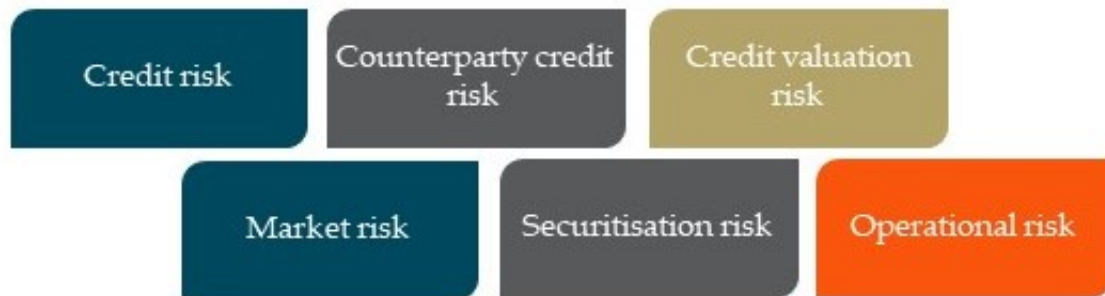 Credit risk
Counterparty credit
risk
Credit valuation
risk
Market risk
Securitisation risk
Operational risk